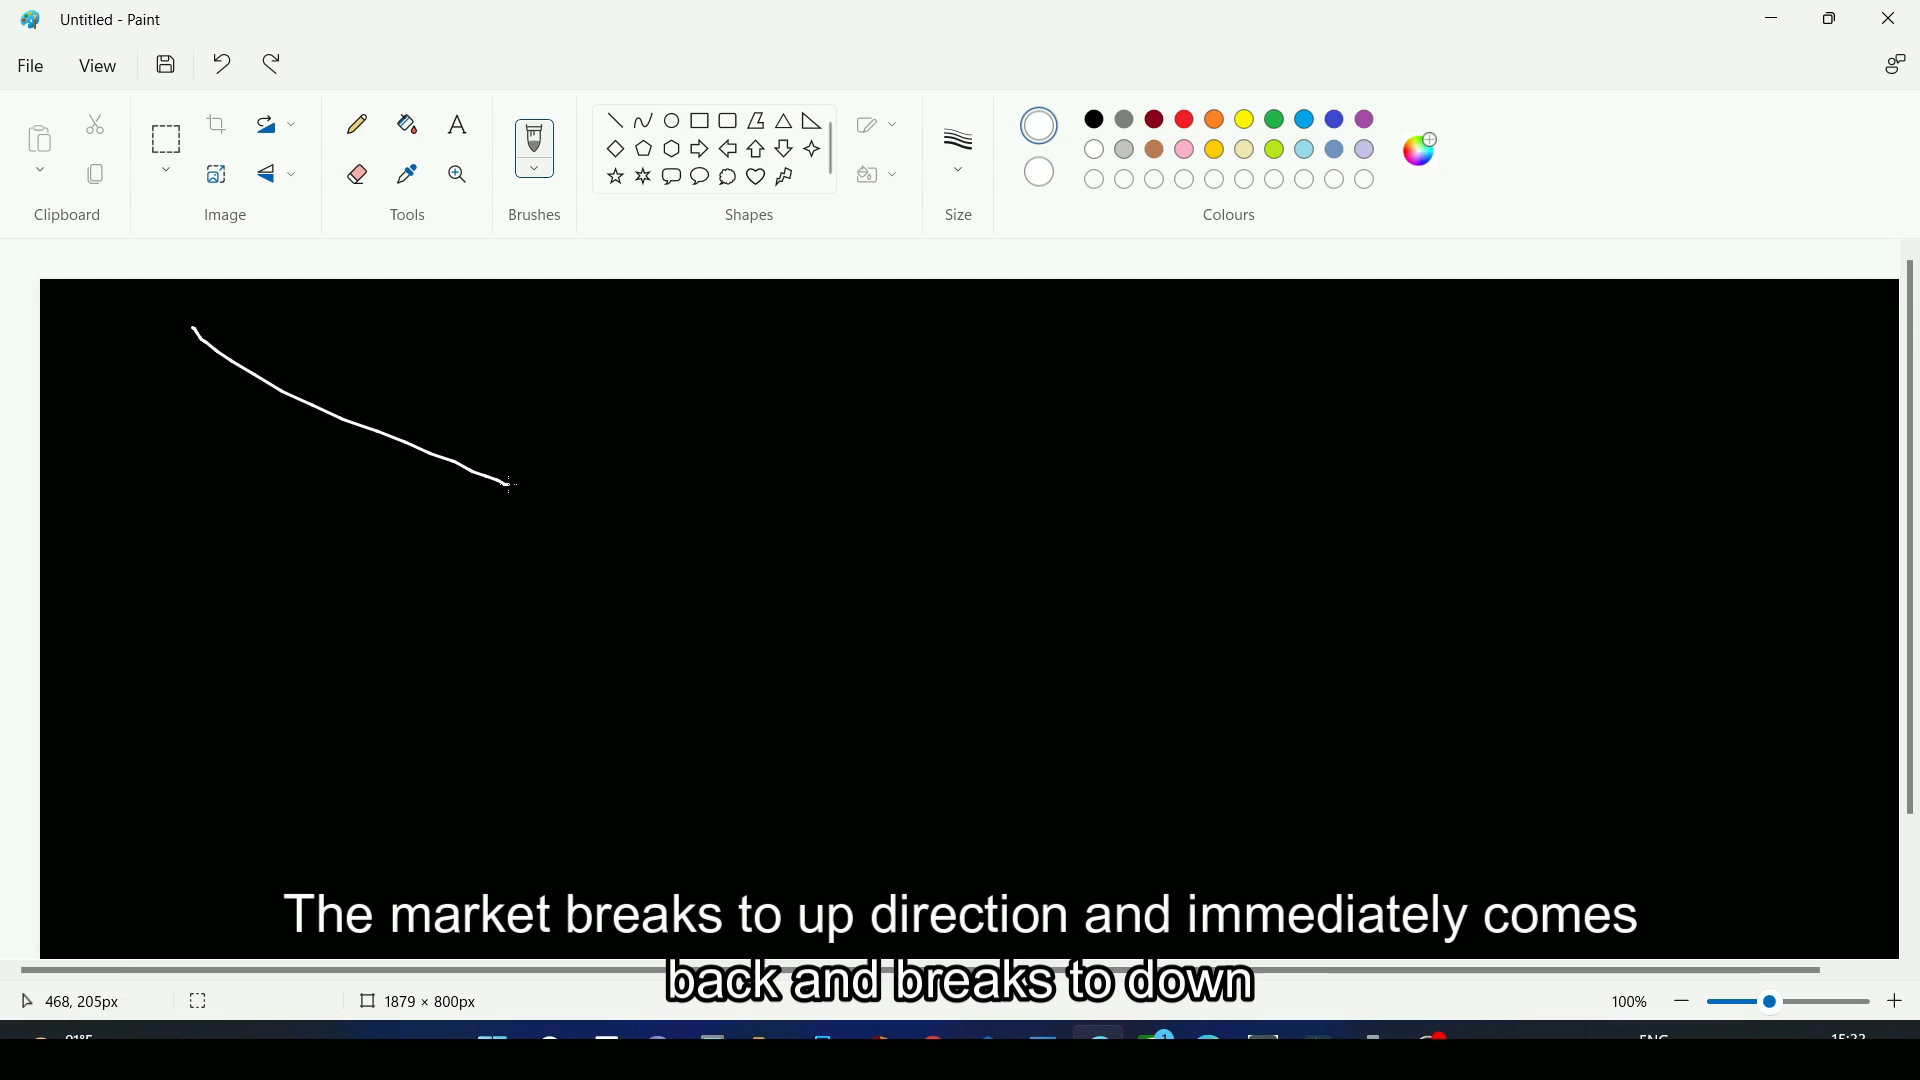 Untitled - Paint
File View
Clipboard Image Tools Brushes Shapes Size Colours
The market breaks to up direction and immediately comes
back and breaks to down
468, 205px 1879 × 800px 100%